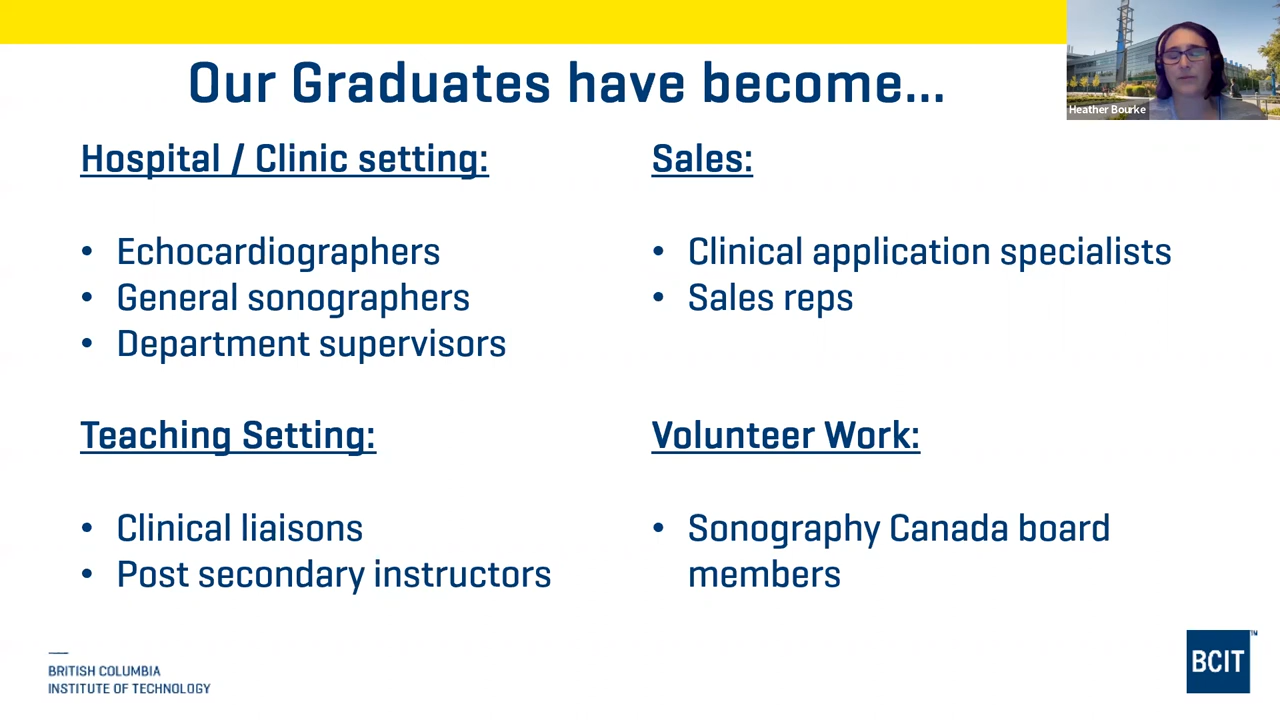 Our Graduates have become...
Heather Bourke
Hospital / Clinic setting:
• Echocardiographers
• General sonographers
• Department supervisors
Sales:
• Clinical application specialists
• Sales reps
Teaching Setting:
• Clinical liaisons
• Post secondary instructors
Volunteer Work:
• Sonography Canada board
members
BRITISH COLUMBIA
INSTITUTE OF TECHNOLOGY
BCIT™